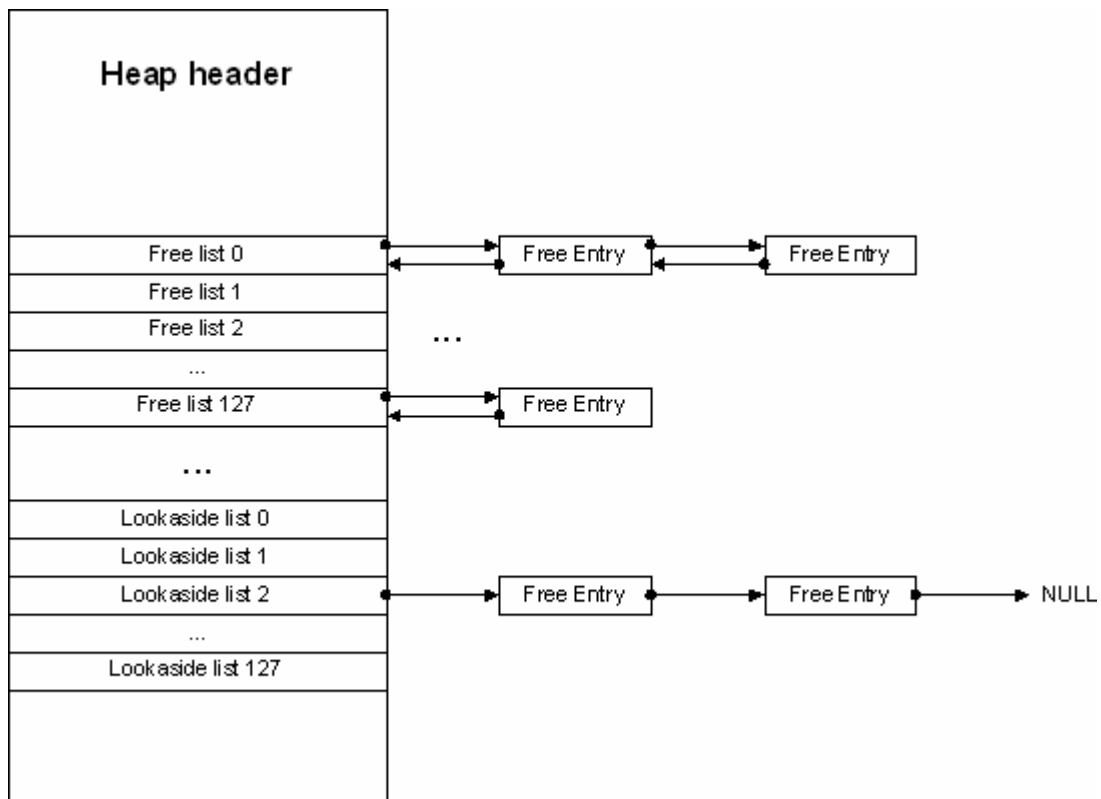 Heap header
Free list 0
Free Entry
Free Entry
Free list 1
Free list 2
...
...
Free list 127
Free Entry
...
Lookaside list 0
Lookaside list 1
Lookaside list 2
Free Entry
Free Entry
NULL
...
Lookaside list 127